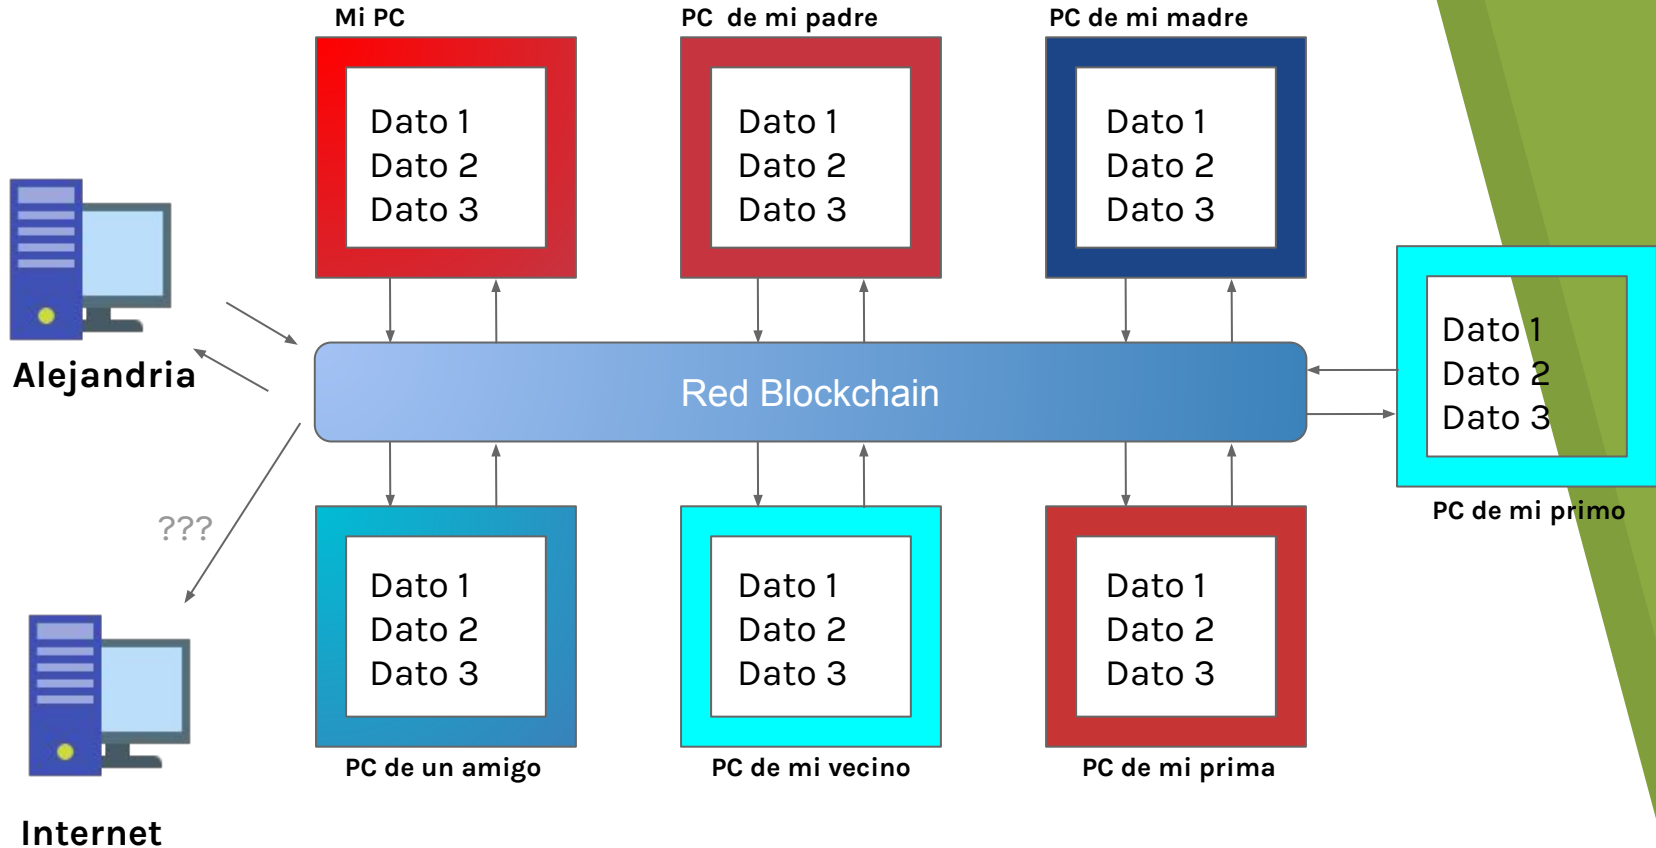 Mi PC
PC de mi padre
PC de mi madre
Dato 1
Dato 2
Dato 3
Dato 1
Dato 2
Dato 3
Dato 1
Dato 2
Dato 3
Alejandria
Red Blockchain
Dato 1
Dato 2
Dato 3
PC de mi primo
???
Dato 1
Dato 2
Dato 3
Dato 1
Dato 2
Dato 3
Dato 1
Dato 2
Dato 3
PC de un amigo
PC de mi vecino
PC de mi prima
Internet